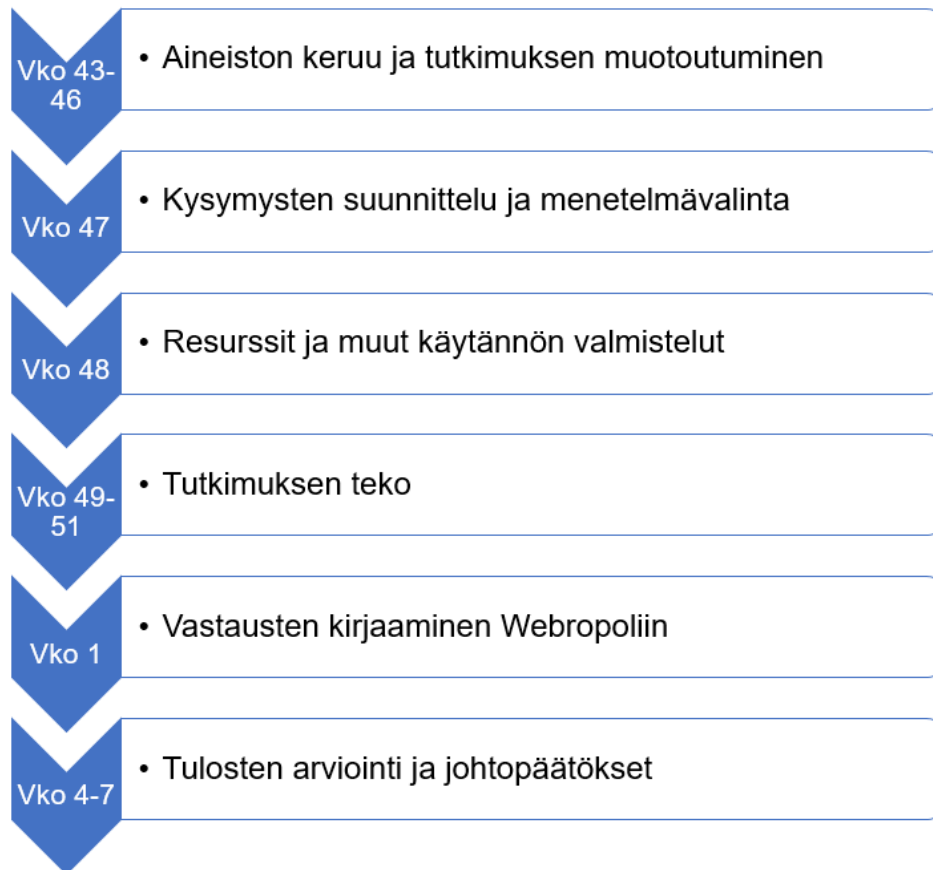 Vko 43-
46
• Aineiston keruu ja tutkimuksen muotoutuminen
Vko 47
• Kysymysten suunnittelu ja menetelmävalinta
Vko 48
• Resurssit ja muut käytännön valmistelut
Vko 49-
51
• Tutkimuksen teko
Vko 1
• Vastausten kirjaaminen Webropoliin
Vko 4-7
• Tulosten arviointi ja johtopäätökset